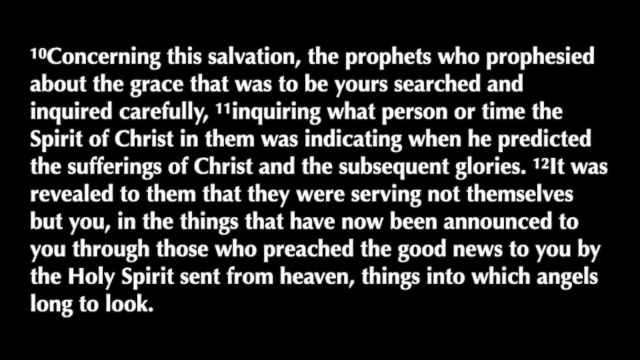 ¹⁰Concerning this salvation, the prophets who prophesied
about the grace that was to be yours searched and
inquired carefully, ¹¹inquiring what person or time the
Spirit of Christ in them was indicating when he predicted
the sufferings of Christ and the subsequent glories. ¹²It was
revealed to them that they were serving not themselves
but you, in the things that have now been announced to
you through those who preached the good news to you by
the Holy Spirit sent from heaven, things into which angels
long to look.